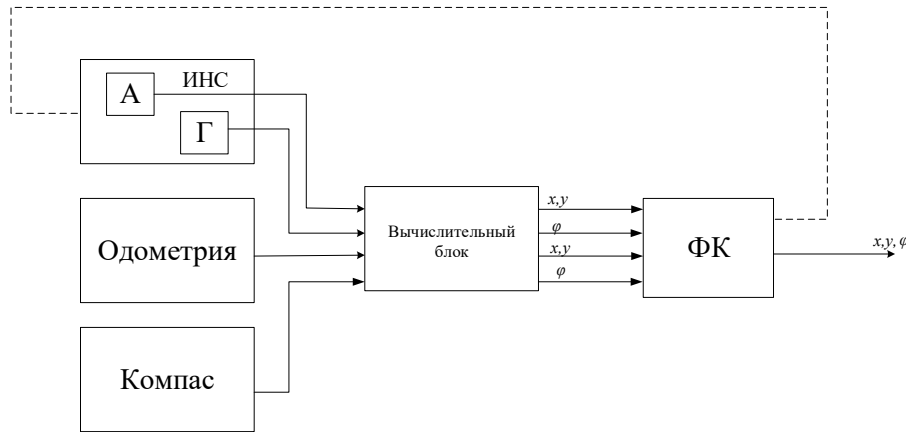 ИНС
А
Г
Одометрия
Компас
Вычислительный
блок
x,y
φ
x,y
φ
ФК
x,y, φ